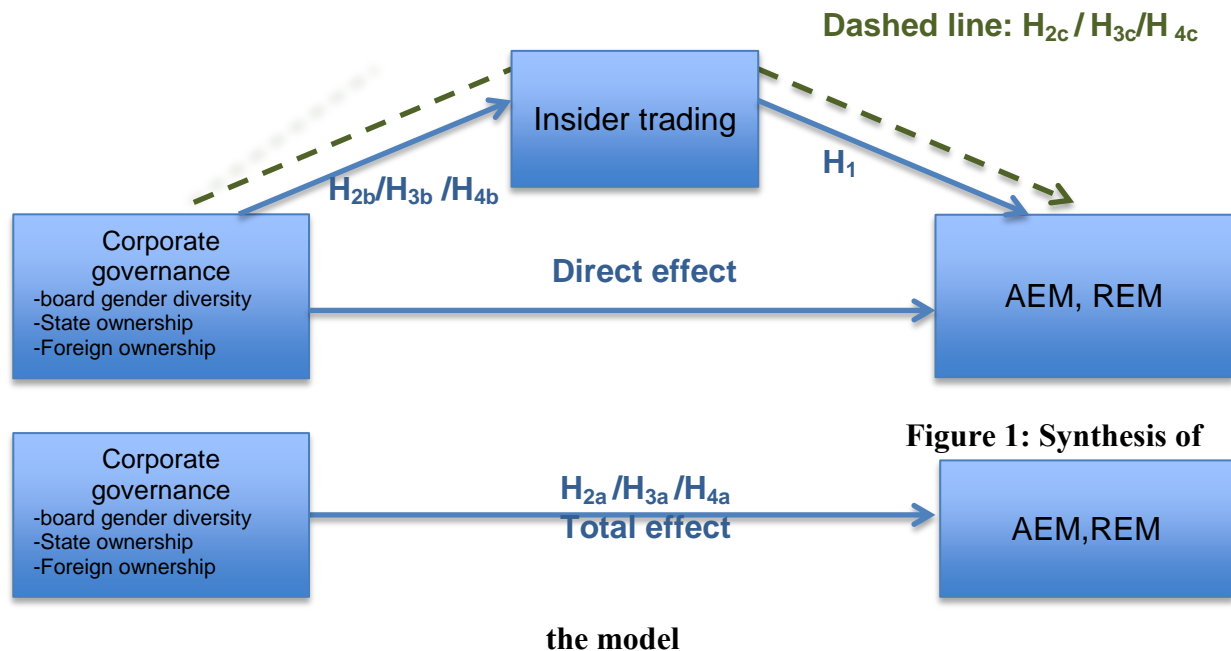 Dashed line: H2c / H3c/H 4c
Insider trading
H2b/H3b /H4b
H1
Corporate
governance
-board gender diversity
-State ownership
-Foreign ownership
Direct effect
AEM, REM
Figure 1: Synthesis of
Corporate
governance
-board gender diversity
-State ownership
-Foreign ownership
H2a /H3a /H4a
Total effect
AEM,REM
the model